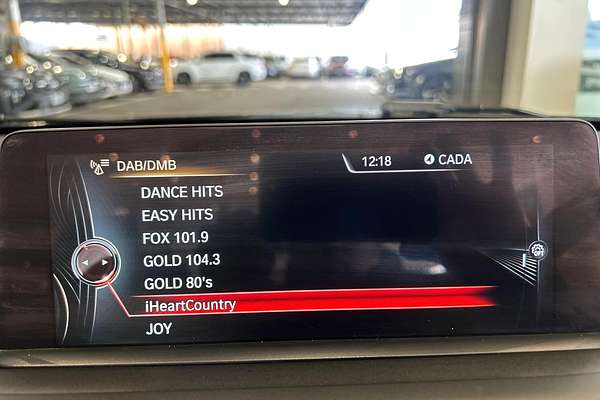 DAB/DMB
12:18 CADA
DANCE HITS
EASY HITS
FOX 101.9
GOLD 104.3
GOLD 80's
iHeartCountry
JOY
OFF